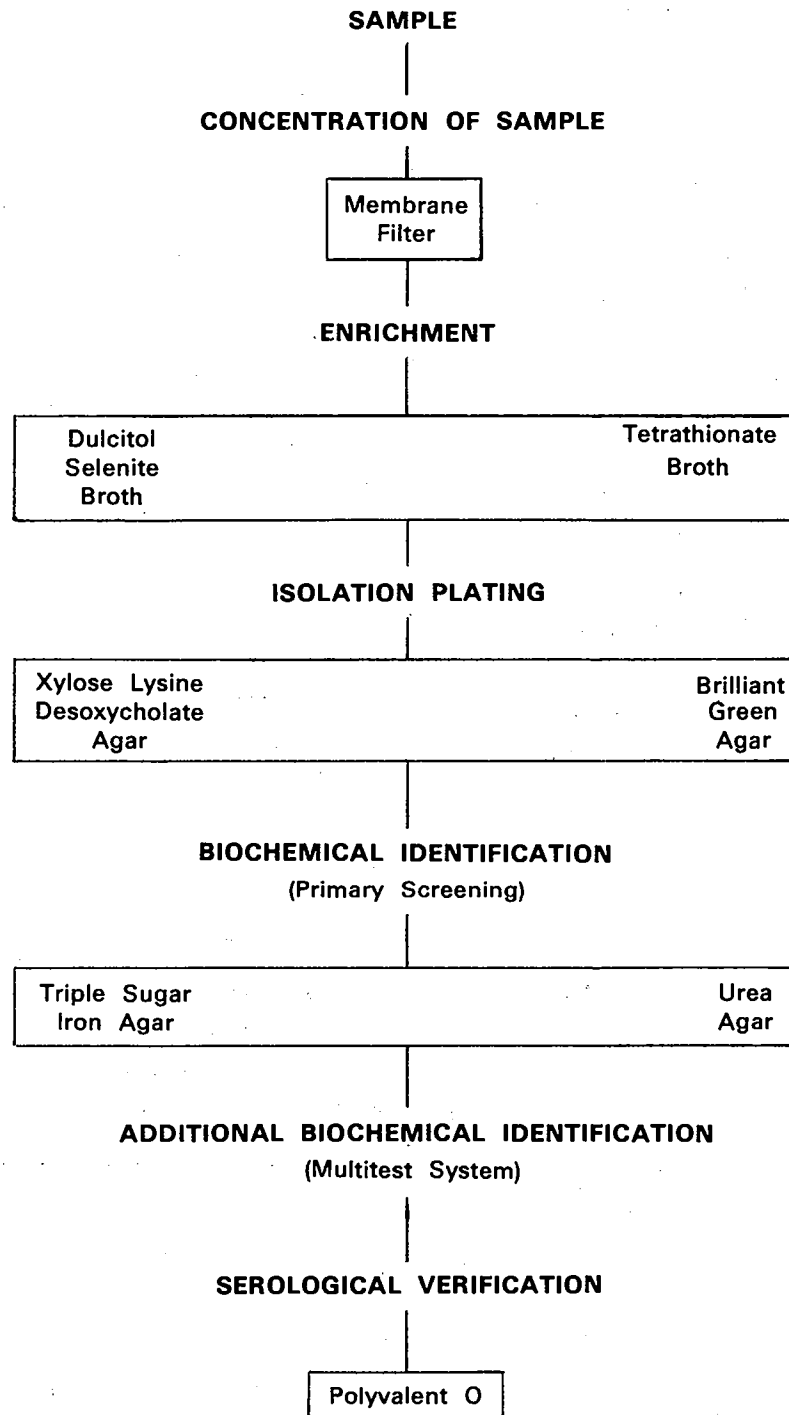 SAMPLE
CONCENTRATION OF SAMPLE
Membrane
Filter
ENRICHMENT
Dulcitol
Selenite
Broth
Tetrathionate
Broth
ISOLATION PLATING
Xylose Lysine
Desoxycholate
Agar
Brilliant
Green
Agar
BIOCHEMICAL IDENTIFICATION
(Primary Screening)
Triple Sugar
Iron Agar
Urea
Agar
ADDITIONAL BIOCHEMICAL IDENTIFICATION
(Multitest System)
SEROLOGICAL VERIFICATION
Polyvalent O